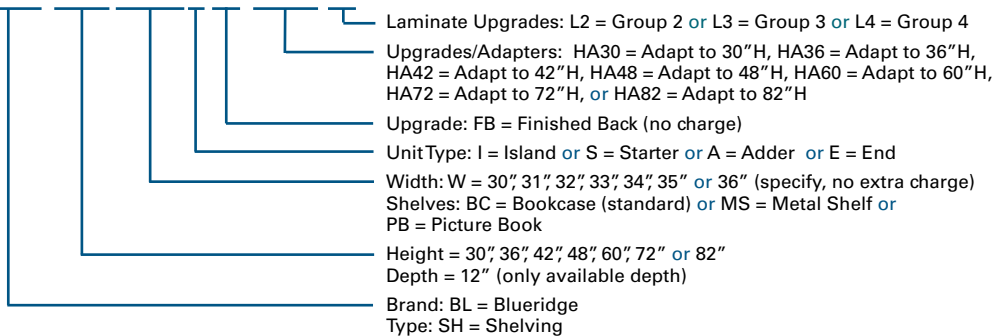 Laminate Upgrades: L2 = Group 2 or L3 = Group 3 or L4 = Group 4
Upgrades/Adapters: HA30 = Adapt to 30″H, HA36 = Adapt to 36″H,
HA42 = Adapt to 42″H, HA48 = Adapt to 48″H, HA60 = Adapt to 60″H,
HA72 = Adapt to 72″H, or HA82 = Adapt to 82″H
Upgrade: FB = Finished Back (no charge)
Unit Type: I = Island or S = Starter or A = Adder or E = End
Width: W = 30″, 31″, 32″, 33″, 34″, 35″ or 36″ (specify, no extra charge)
Shelves: BC = Bookcase (standard) or MS = Metal Shelf or
PB = Picture Book
Height = 30″, 36″, 42″, 48″, 60″, 72″ or 82″
Depth = 12″ (only available depth)
Brand: BL = Blueridge
Type: SH = Shelving